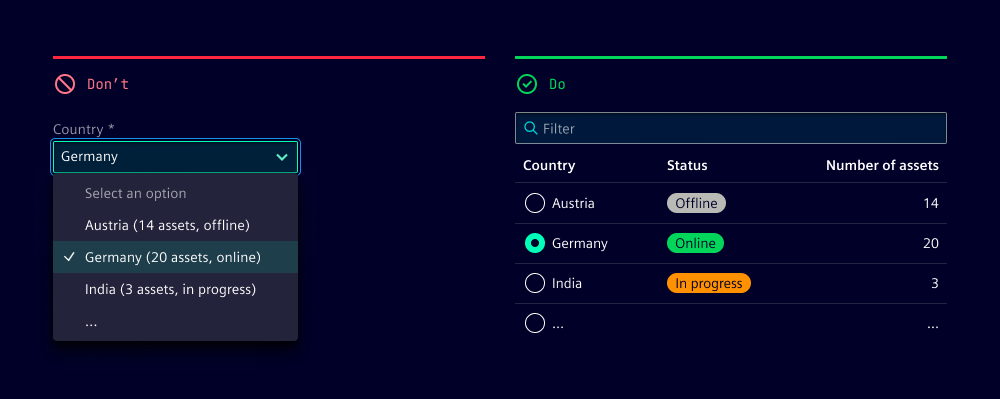 Don't
Country *
Germany
Select an option
Austria (14 assets, offline)
Germany (20 assets, online)
India (3 assets, in progress)
...
Do
Filter
Country Status Number of assets
Austria Offline 14
Germany Online 20
India In progress 3
... ...